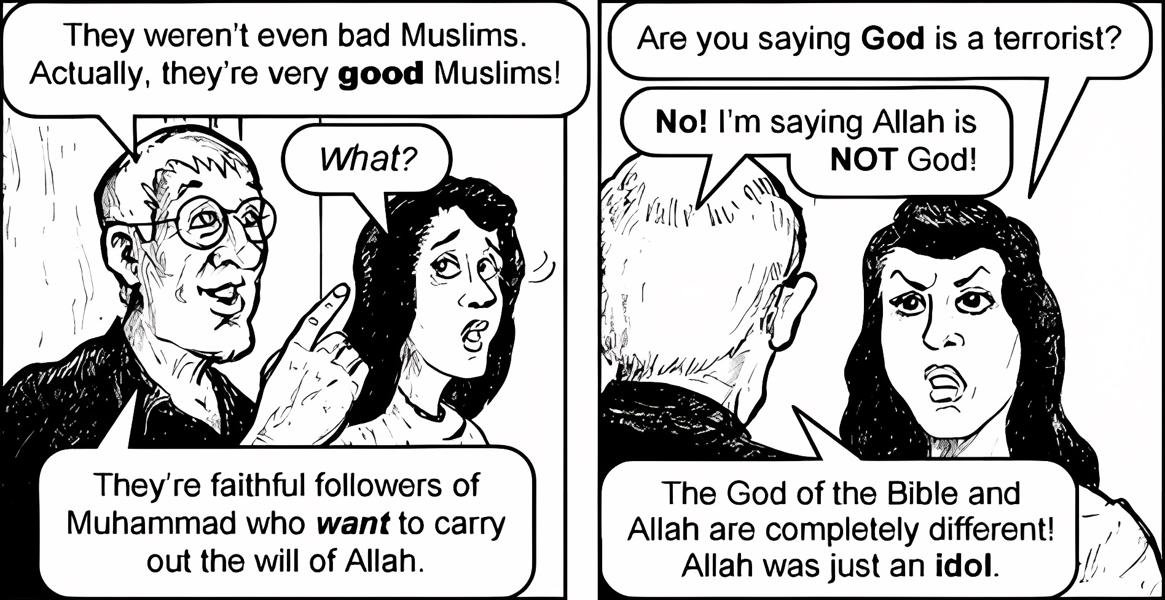 They weren't even bad Muslims.
Actually, they're very good Muslims!
What?
They're faithful followers of
Muhammad who want to carry
out the will of Allah.
Are you saying God is a terrorist?
No! I'm saying Allah is
NOT God!
The God of the Bible and
Allah are completely different!
Allah was just an idol.